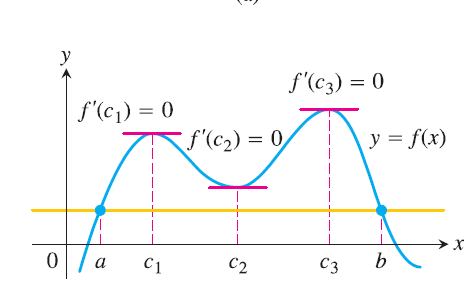 y
f'(c₃) = 0
f'(c₁) = 0
f'(c₂) = 0
y = f(x)
x
0 a c₁ c₂ c₃ b